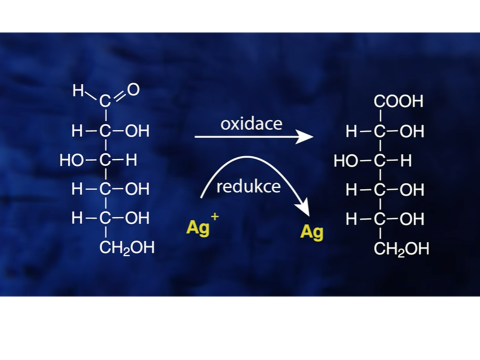 H
C=O
H–C–OH
HO–C–H
H–C–OH
H–C–OH
CH₂OH
oxidace
redukce
Ag⁺
Ag
COOH
H–C–OH
HO–C–H
H–C–OH
H–C–OH
CH₂OH